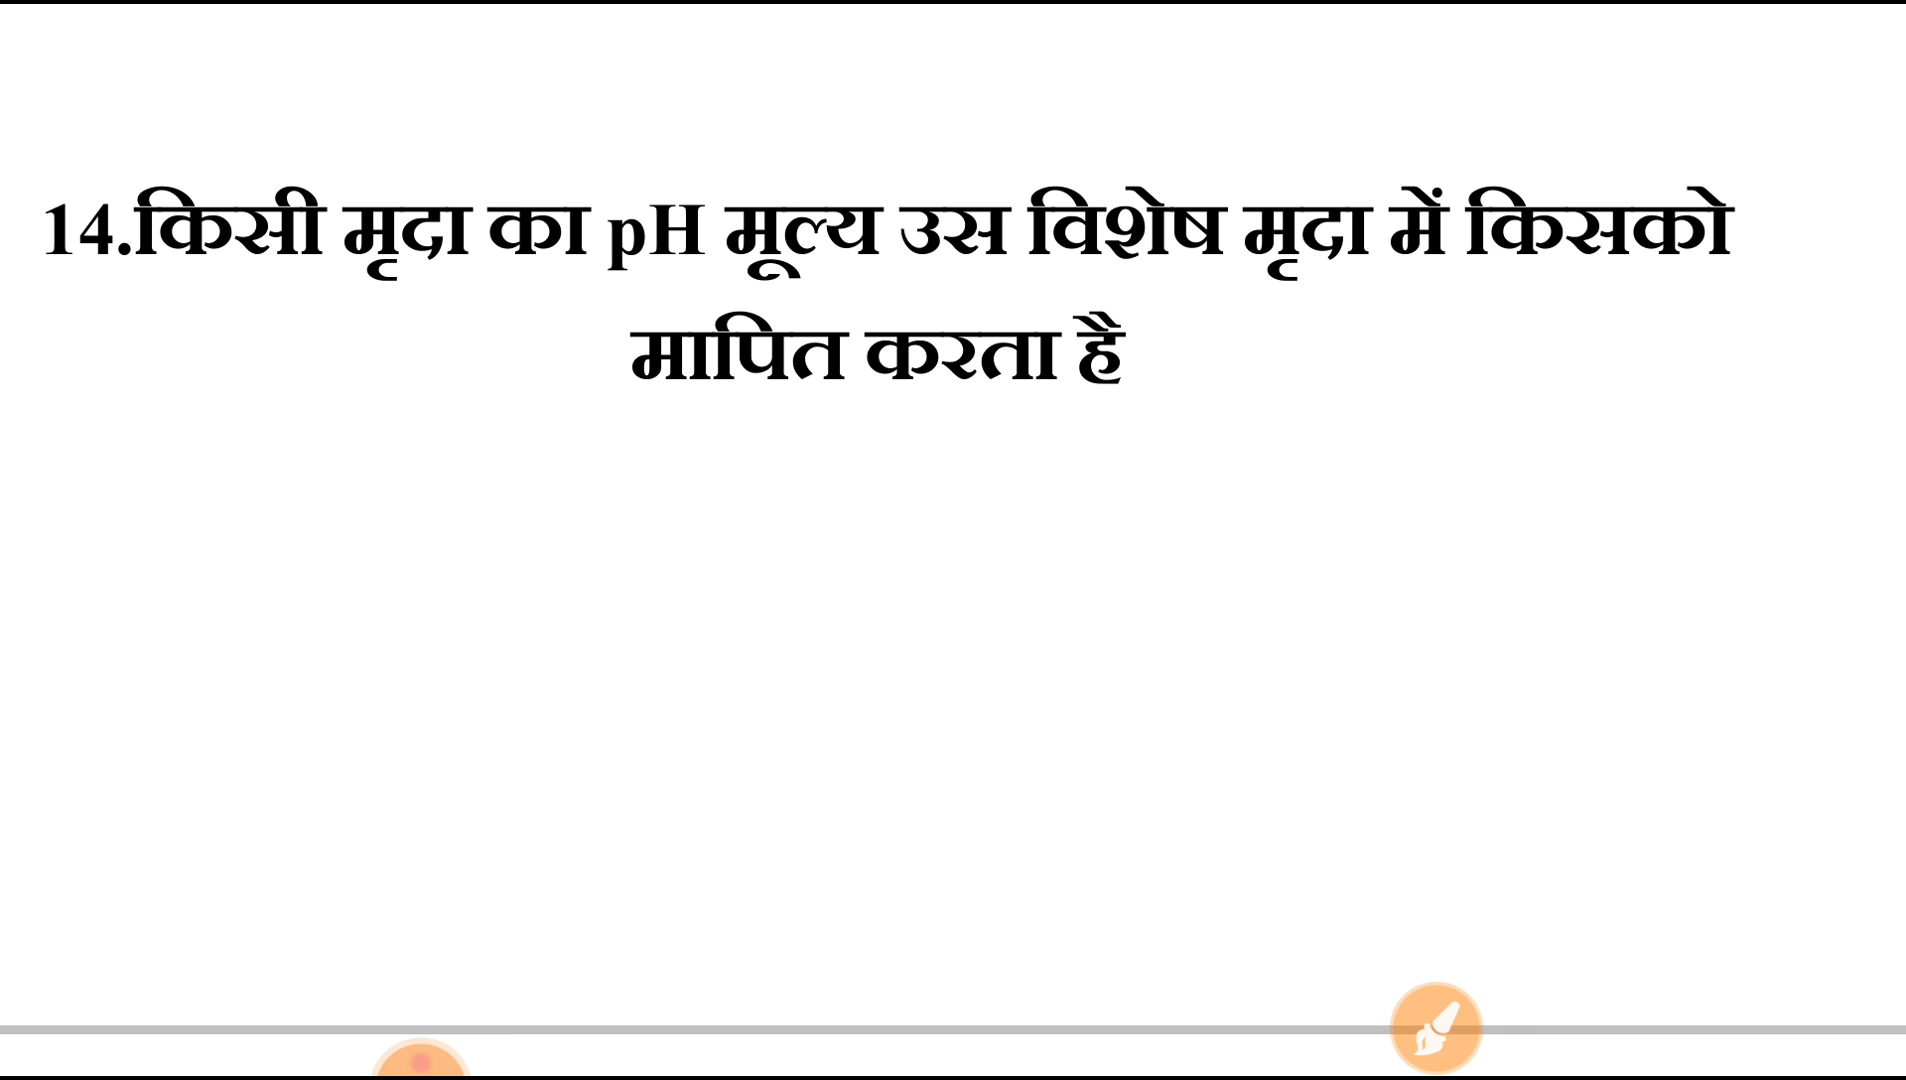 14.किसी मृदा का pH मूल्य उस विशेष मृदा में किसको
मापित करता है